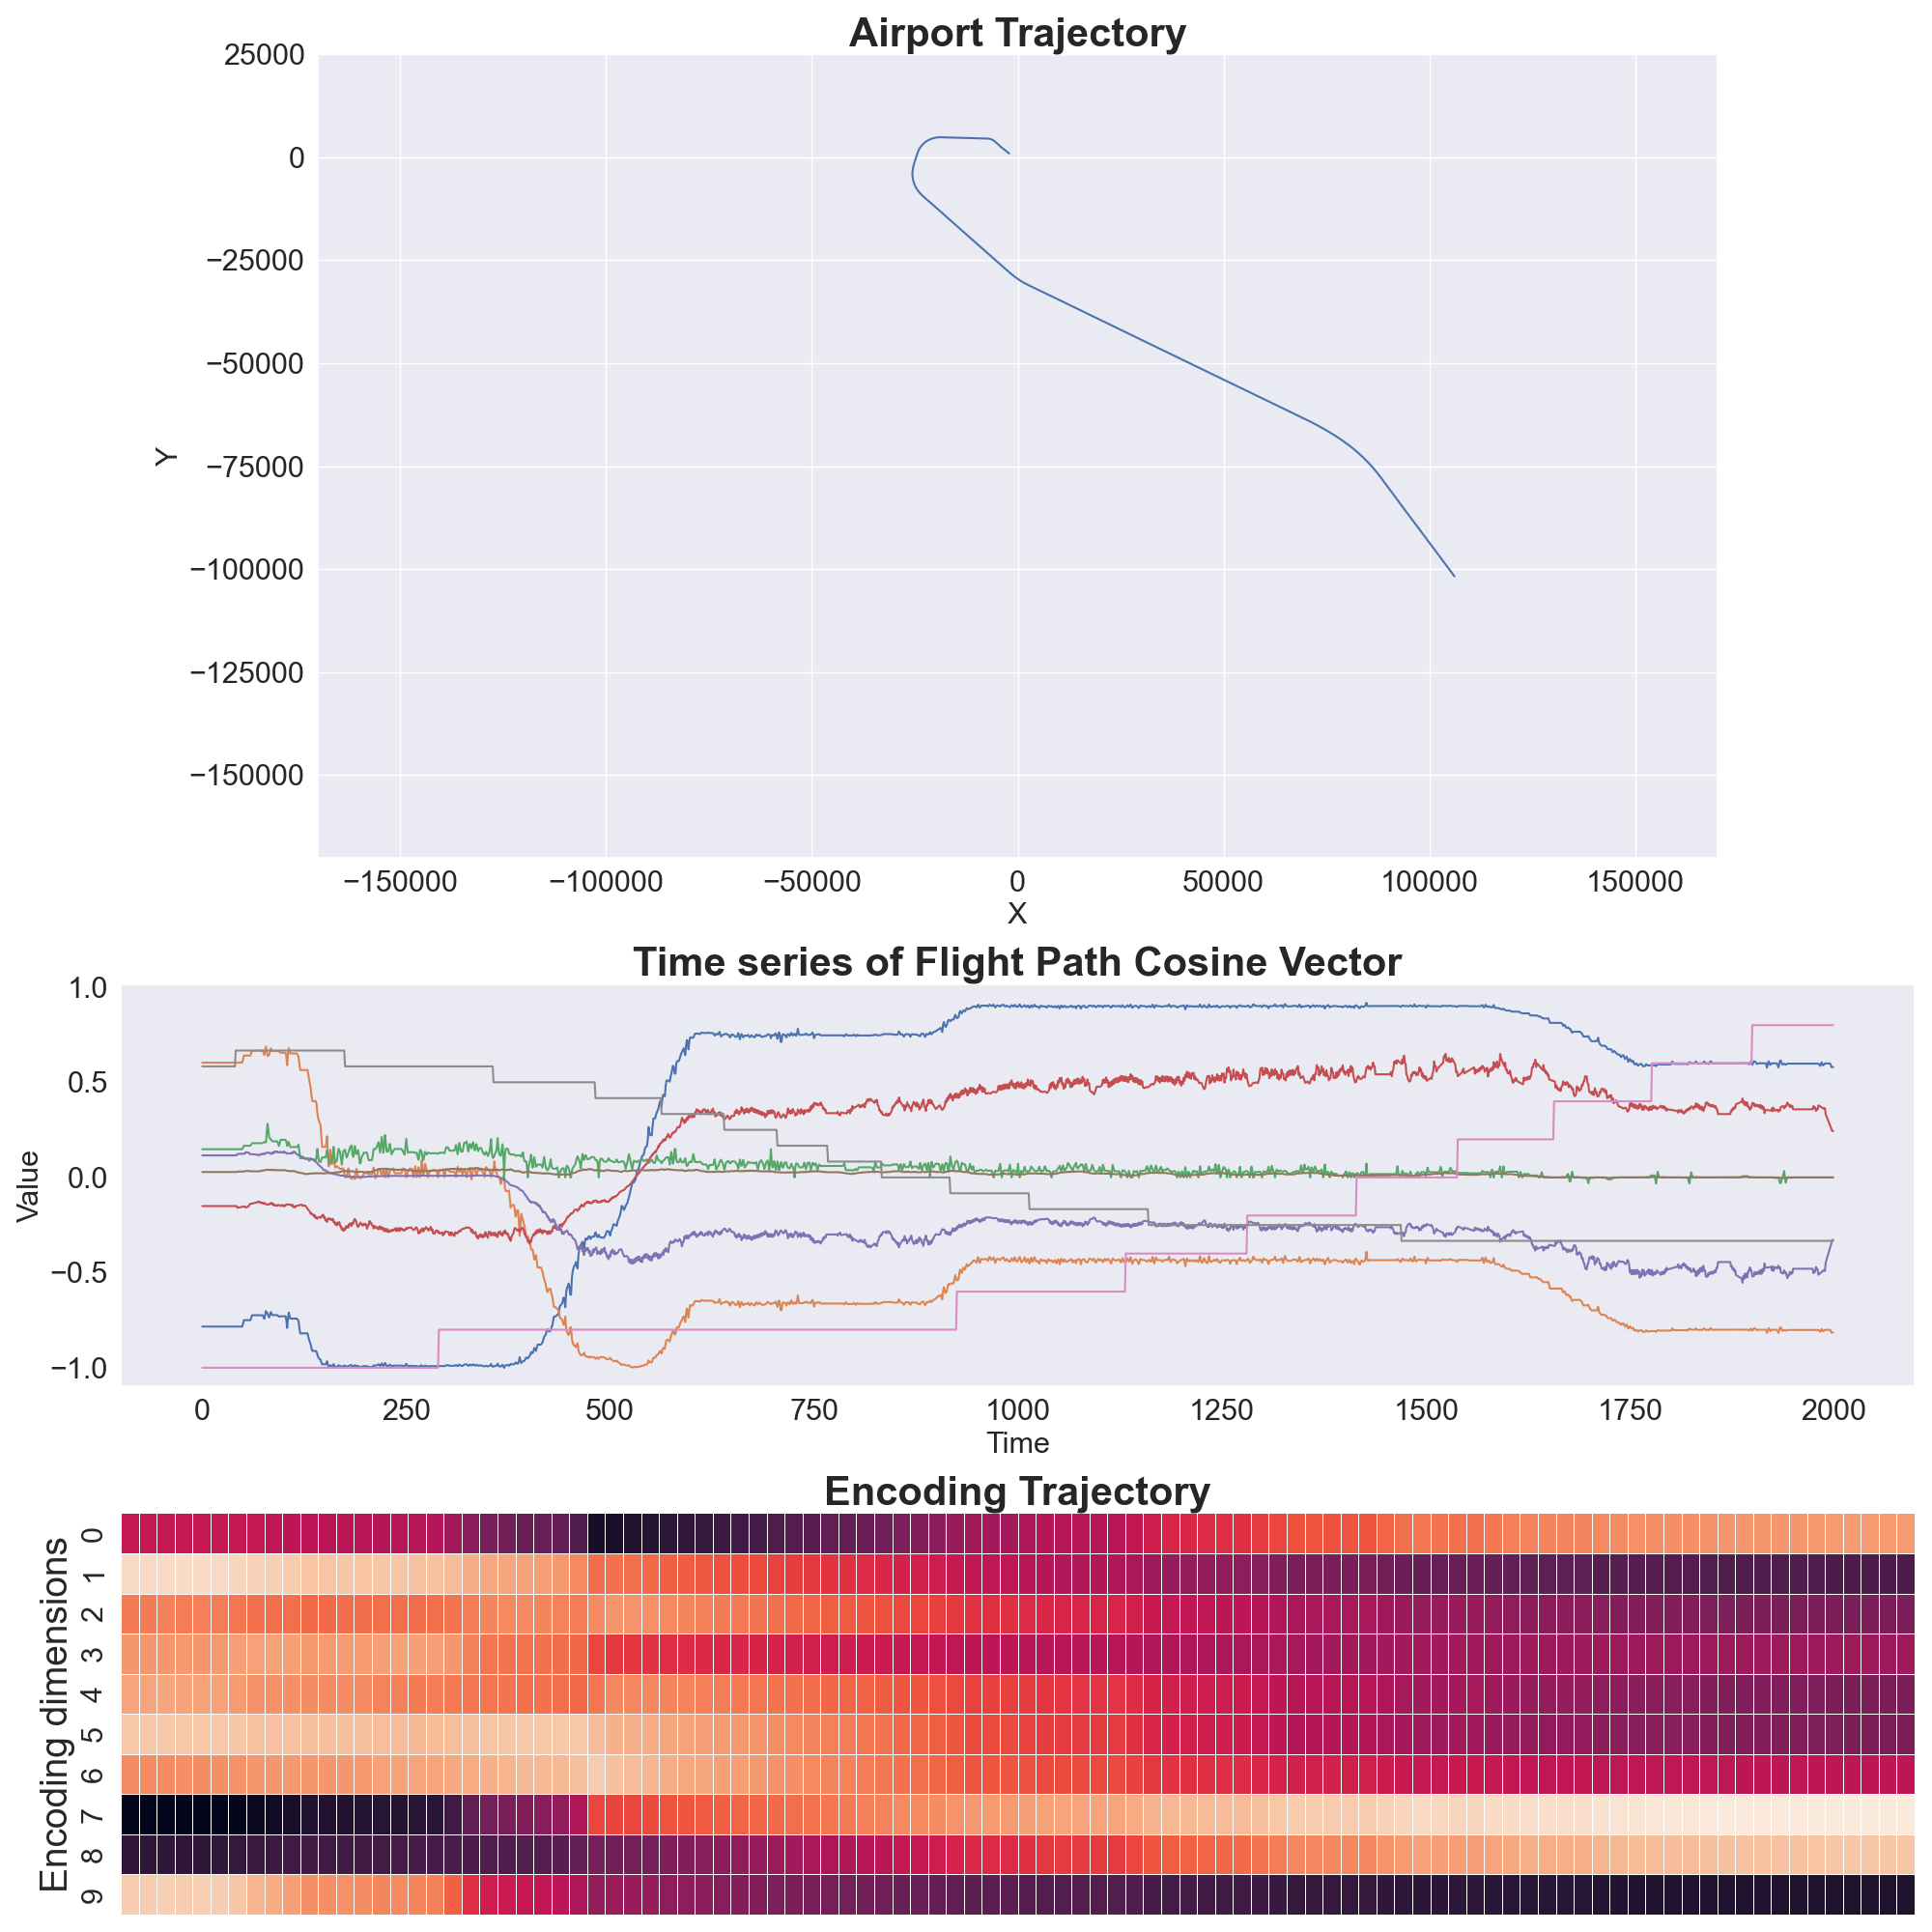 Airport Trajectory
25000
0
−25000
−50000
−75000
−100000
−125000
−150000
Y
−150000 −100000 −50000 0 50000 100000 150000
X
Time series of Flight Path Cosine Vector
1.0
0.5
0.0
−0.5
−1.0
Value
0 250 500 750 1000 1250 1500 1750 2000
Time
Encoding Trajectory
0
1
2
3
4
5
6
7
8
9
Encoding dimensions